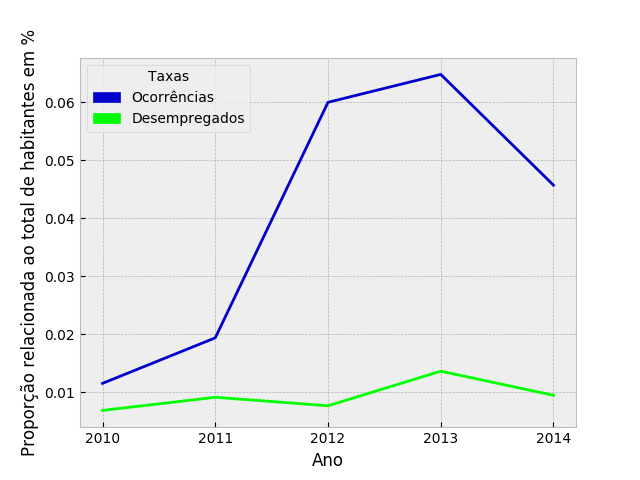 Proporção relacionada ao total de habitantes em %
Taxas
Ocorrências
Desempregados
0.06
0.05
0.04
0.03
0.02
0.01
2010 2011 2012 2013 2014
Ano